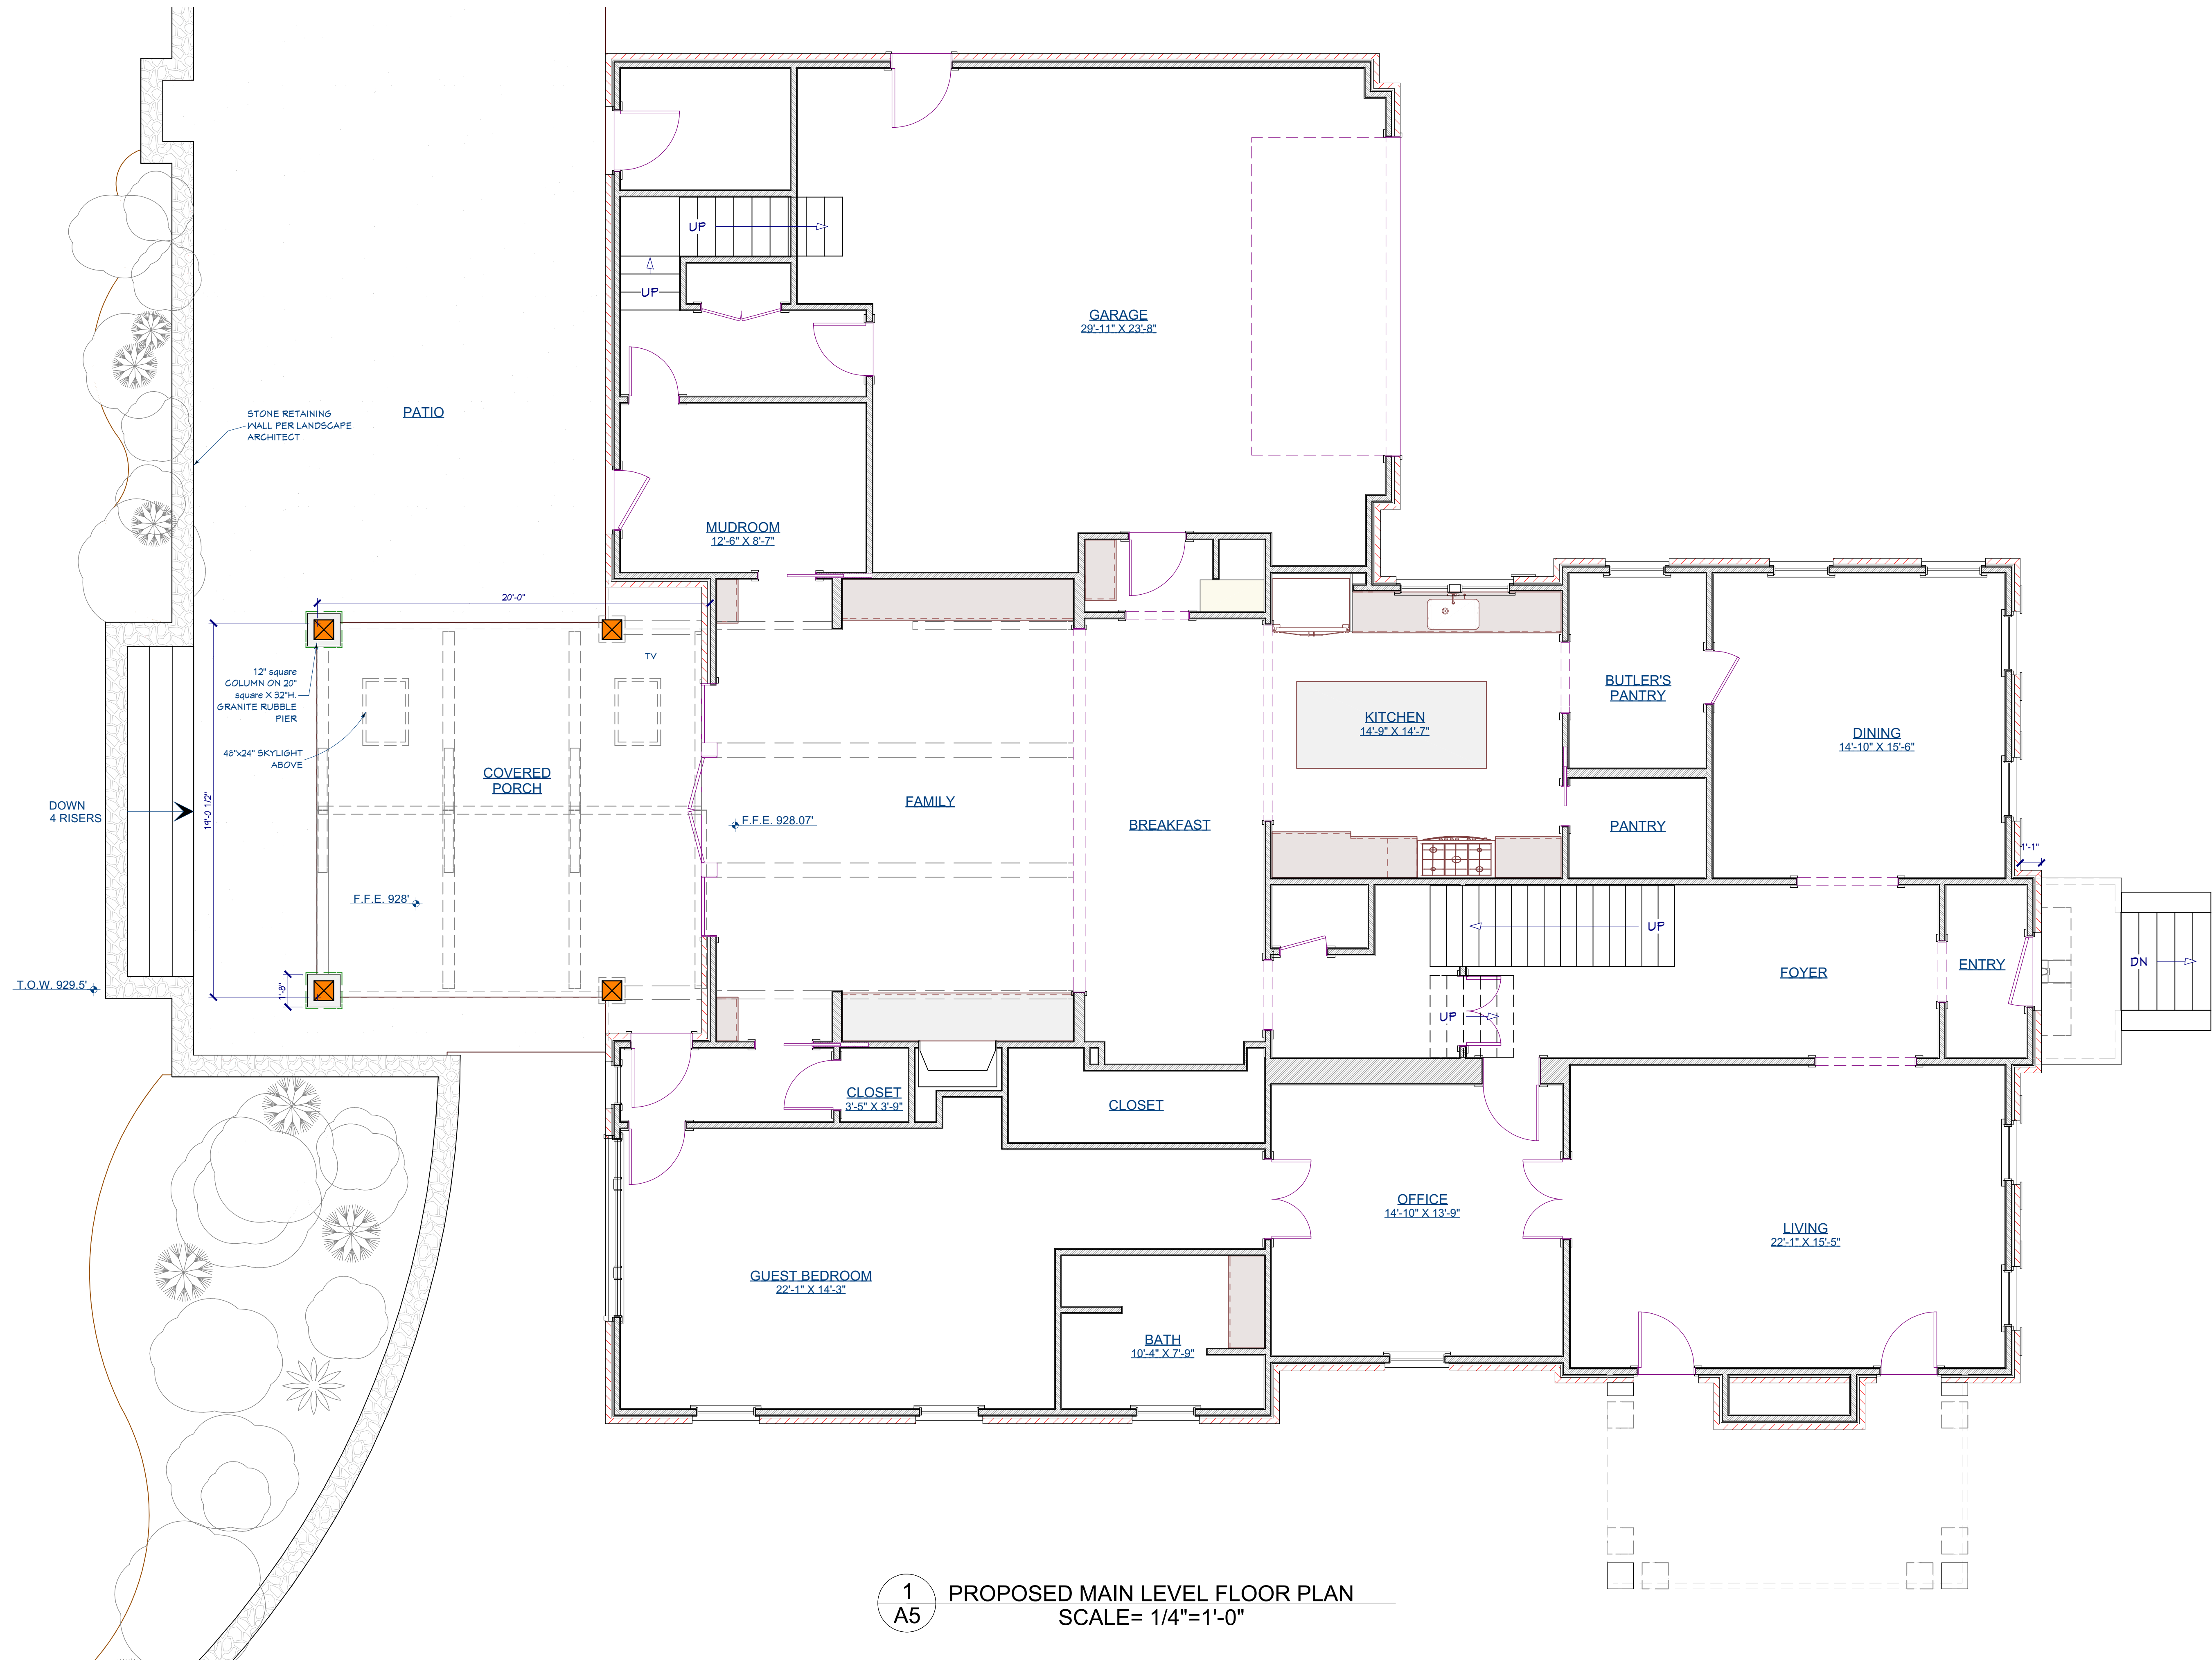 GARAGE
29'-11" X 23'-8"
UP
UP
PATIO
STONE RETAINING
WALL PER LANDSCAPE
ARCHITECT
MUDROOM
12'-6" X 8'-7"
20'-0"
TV
12" square
COLUMN ON 20"
square X 32"H.
GRANITE RUBBLE
PIER
48"x24" SKYLIGHT
ABOVE
COVERED
PORCH
DOWN
4 RISERS
19'-0 1/2"
F.F.E. 928'
T.O.W. 929.5'
1'-8"
FAMILY
F.F.E. 928.07'
BREAKFAST
KITCHEN
14'-9" X 14'-7"
BUTLER'S
PANTRY
PANTRY
DINING
14'-10" X 15'-6"
1'-1"
UP
UP
FOYER
ENTRY
DN
CLOSET
3'-5" X 3'-9"
CLOSET
OFFICE
14'-10" X 13'-9"
LIVING
22'-1" X 15'-5"
GUEST BEDROOM
22'-1" X 14'-3"
BATH
10'-4" X 7'-9"
1
A5
PROPOSED MAIN LEVEL FLOOR PLAN
SCALE= 1/4"=1'-0"